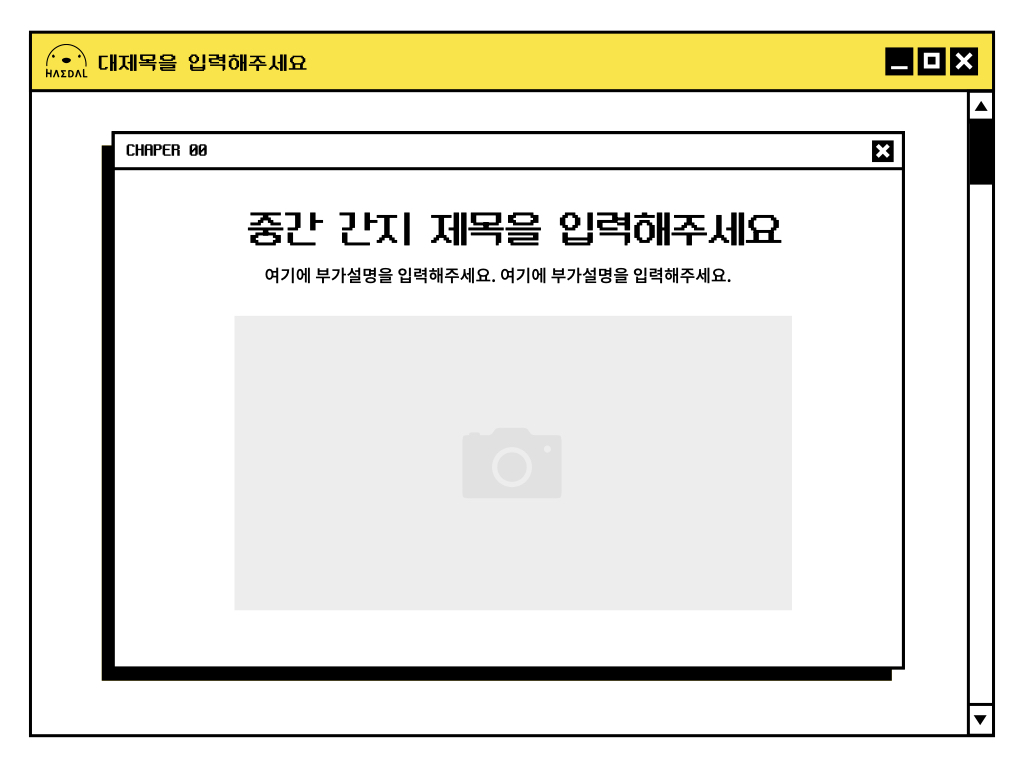 HAΣDAL
대제목을 입력해주세요
CHAPER 00
중간 간지 제목을 입력해주세요
여기에 부가설명을 입력해주세요. 여기에 부가설명을 입력해주세요.